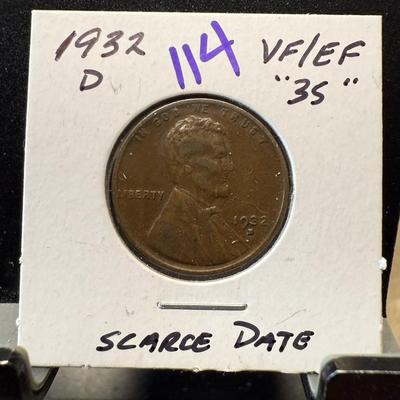 1932 114 VF/EF
D "35"
IN GOD WE TRUST
LIBERTY
1932
D
SCARCE DATE